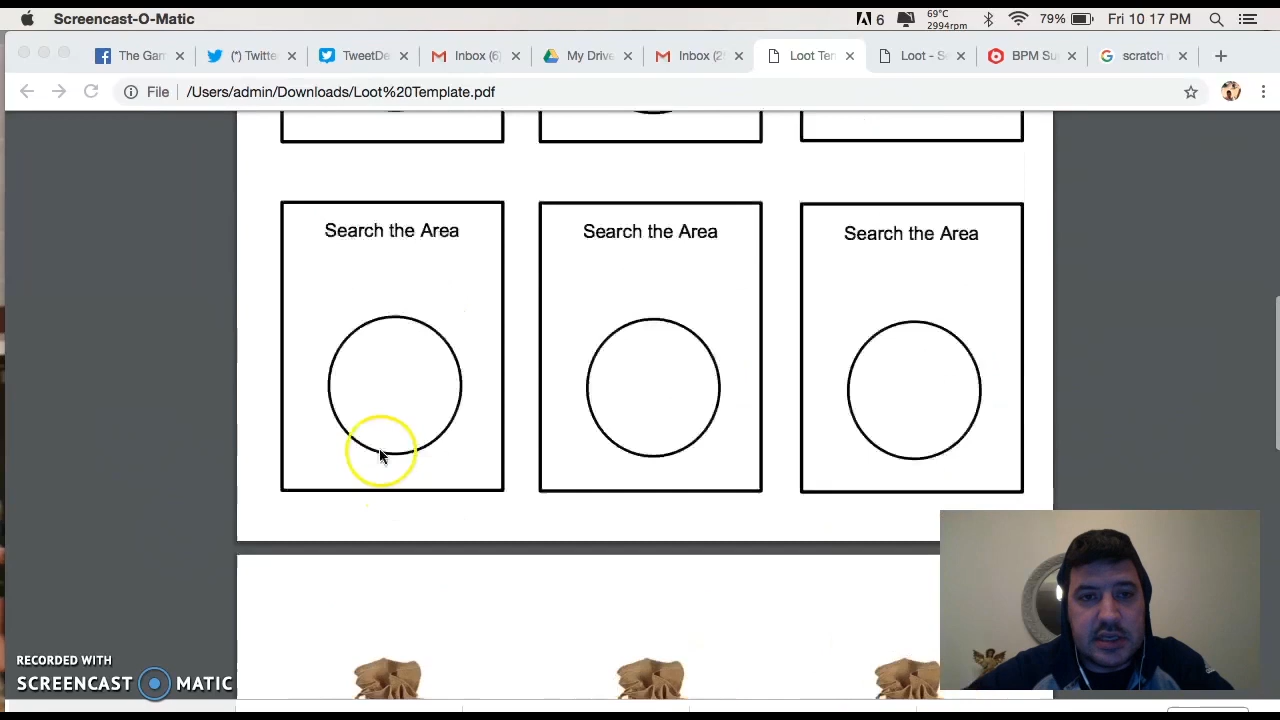 Screencast-O-Matic
6
69°C
2994rpm
79%
Fri 10 17 PM
The Gam
(*) Twitte
TweetDe
Inbox (6)
My Drive
Inbox (2
Loot Tem
Loot - S
BPM Su
scratch
File
/Users/admin/Downloads/Loot%20Template.pdf
Search the Area
Search the Area
Search the Area
RECORDED WITH
SCREENCAST MATIC